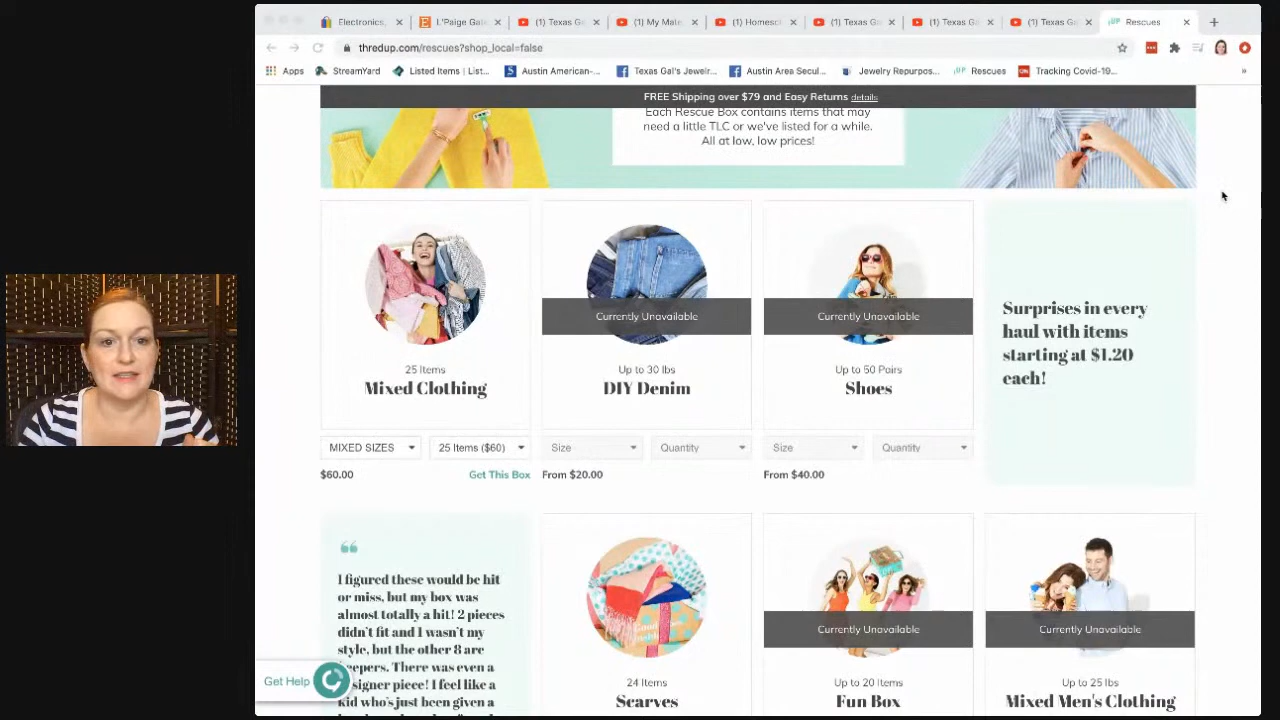 Electronics,
L'Paige Gate
(1) Texas Ge
(1) My Mate
(1) Homesc
(1) Texas Ga
(1) Texas Ga
(1) Texas Ga
Rescues
thredup.com/rescues?shop_local=false
Apps
StreamYard
Listed Items | List...
Austin American-...
Texas Gal's Jewelr...
Austin Area Secul...
Jewelry Repurpos...
Rescues
Tracking Covid-19...
FREE Shipping over $79 and Easy Returns details
Each Rescue Box contains items that may
need a little TLC or we've listed for a while.
All at low, low prices!
25 Items
Mixed Clothing
MIXED SIZES
25 Items ($60)
$60.00
Get This Box
Currently Unavailable
Up to 30 lbs
DIY Denim
Size
Quantity
From $20.00
Currently Unavailable
Up to 50 Pairs
Shoes
Size
Quantity
From $40.00
Surprises in every
haul with items
starting at $1.20
each!
I figured these would be hit
or miss, but my box was
almost totally a hit! 2 pieces
didn't fit and I wasn't my
style, but the other 8 are
keepers. There was even a
signer piece! I feel like a
kid who's just been given a
Get Help
24 Items
Scarves
Currently Unavailable
Up to 20 Items
Fun Box
Currently Unavailable
Up to 25 lbs
Mixed Men's Clothing